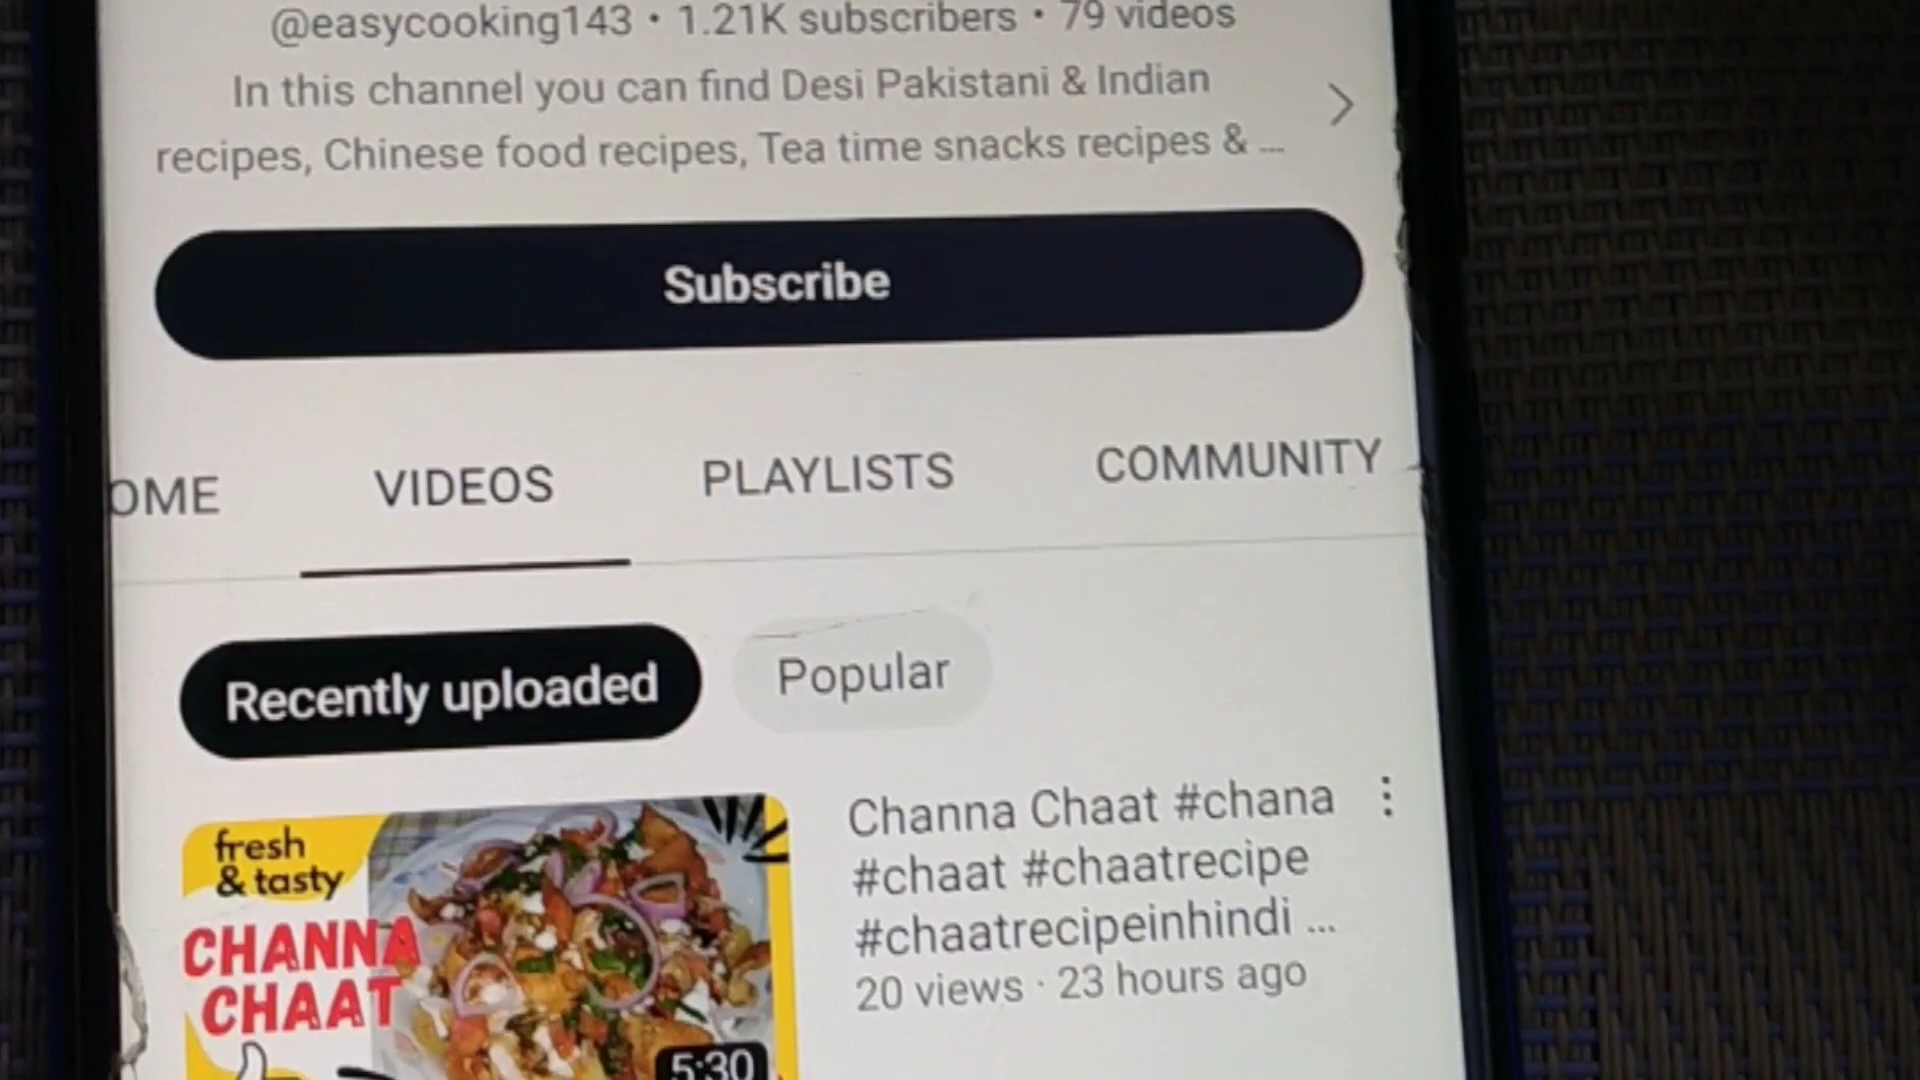 @easycooking143 • 1.21K subscribers • 79 videos
In this channel you can find Desi Pakistani & Indian
recipes, Chinese food recipes, Tea time snacks recipes & ...
Subscribe
OME VIDEOS PLAYLISTS COMMUNITY
Recently uploaded Popular
fresh
& tasty
CHANNA
CHAAT
5:30
Channa Chaat #chana
#chaat #chaatrecipe
#chaatrecipeinhindi ...
20 views · 23 hours ago